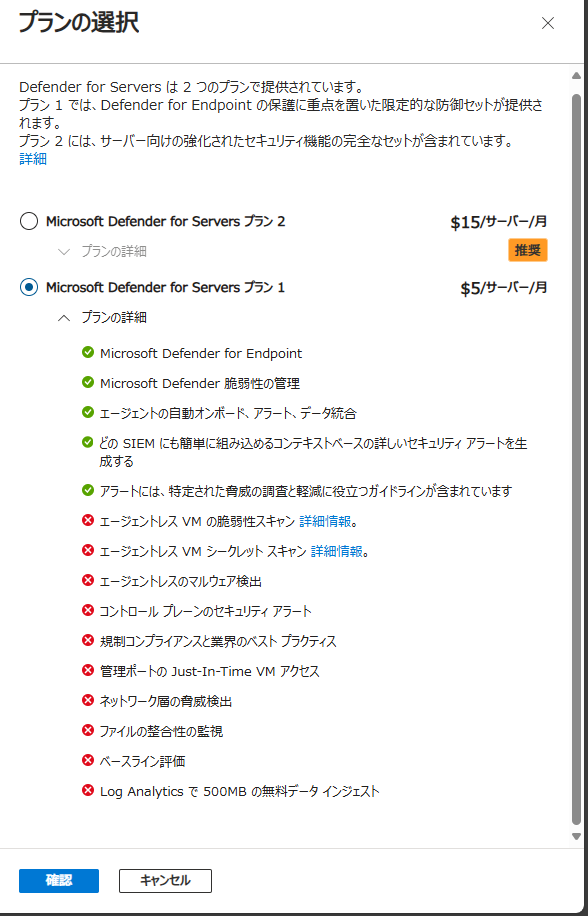 プランの選択
Defender for Servers は 2 つのプランで提供されています。
プラン 1 では、Defender for Endpoint の保護に重点を置いた限定的な防御セットが提供さ
れます。
プラン 2 には、サーバー向けの強化されたセキュリティ機能の完全なセットが含まれています。
詳細
Microsoft Defender for Servers プラン 2 $15/サーバー/月
プランの詳細 推奨
Microsoft Defender for Servers プラン 1 $5/サーバー/月
プランの詳細
Microsoft Defender for Endpoint
Microsoft Defender 脆弱性の管理
エージェントの自動オンボード、アラート、データ統合
どの SIEM にも簡単に組み込めるコンテキストベースの詳しいセキュリティ アラートを生
成する
アラートには、特定された脅威の調査と軽減に役立つガイドラインが含まれています
エージェントレス VM の脆弱性スキャン 詳細情報。
エージェントレス VM シークレット スキャン 詳細情報。
エージェントレスのマルウェア検出
コントロール プレーンのセキュリティ アラート
規制コンプライアンスと業界のベスト プラクティス
管理ポートの Just-In-Time VM アクセス
ネットワーク層の脅威検出
ファイルの整合性の監視
ベースライン評価
Log Analytics で 500MB の無料データ インジェスト
確認 キャンセル